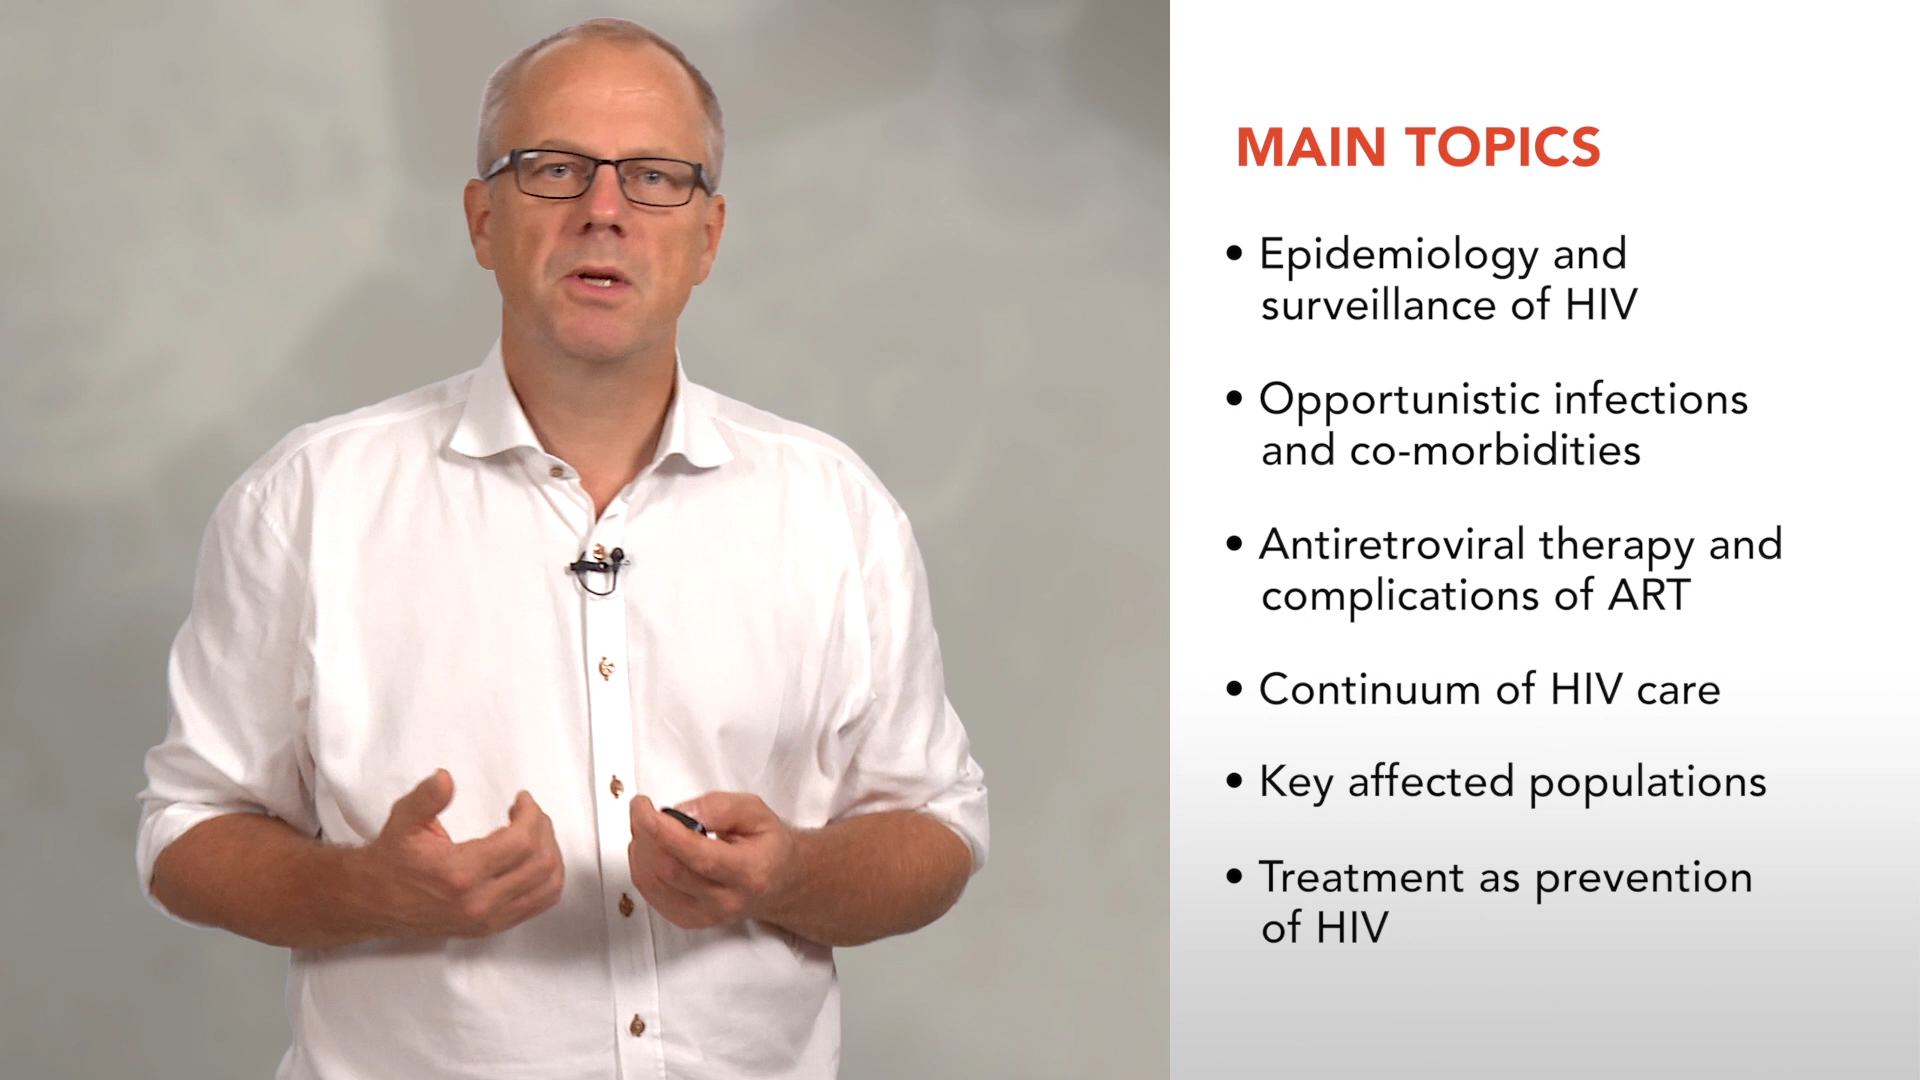 MAIN TOPICS
• Epidemiology and
surveillance of HIV
• Opportunistic infections
and co-morbidities
• Antiretroviral therapy and
complications of ART
• Continuum of HIV care
• Key affected populations
• Treatment as prevention
of HIV